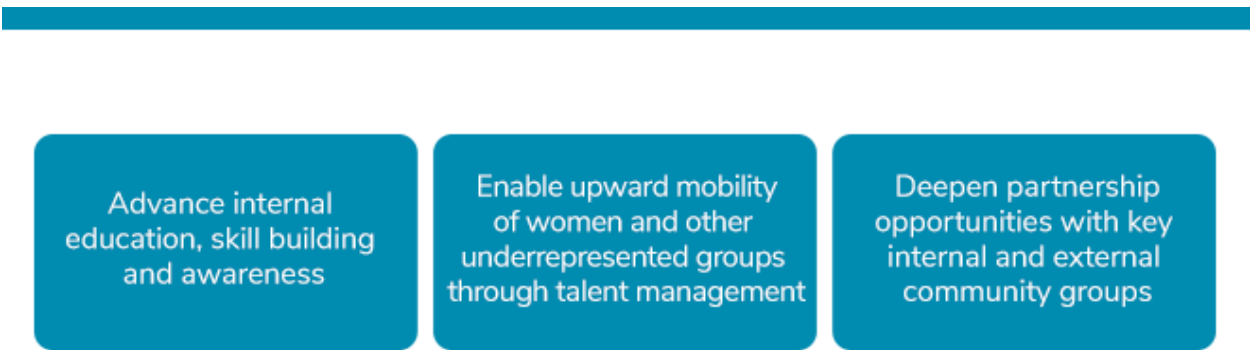 Advance internal
education, skill building
and awareness
Enable upward mobility
of women and other
underrepresented groups
through talent management
Deepen partnership
opportunities with key
internal and external
community groups